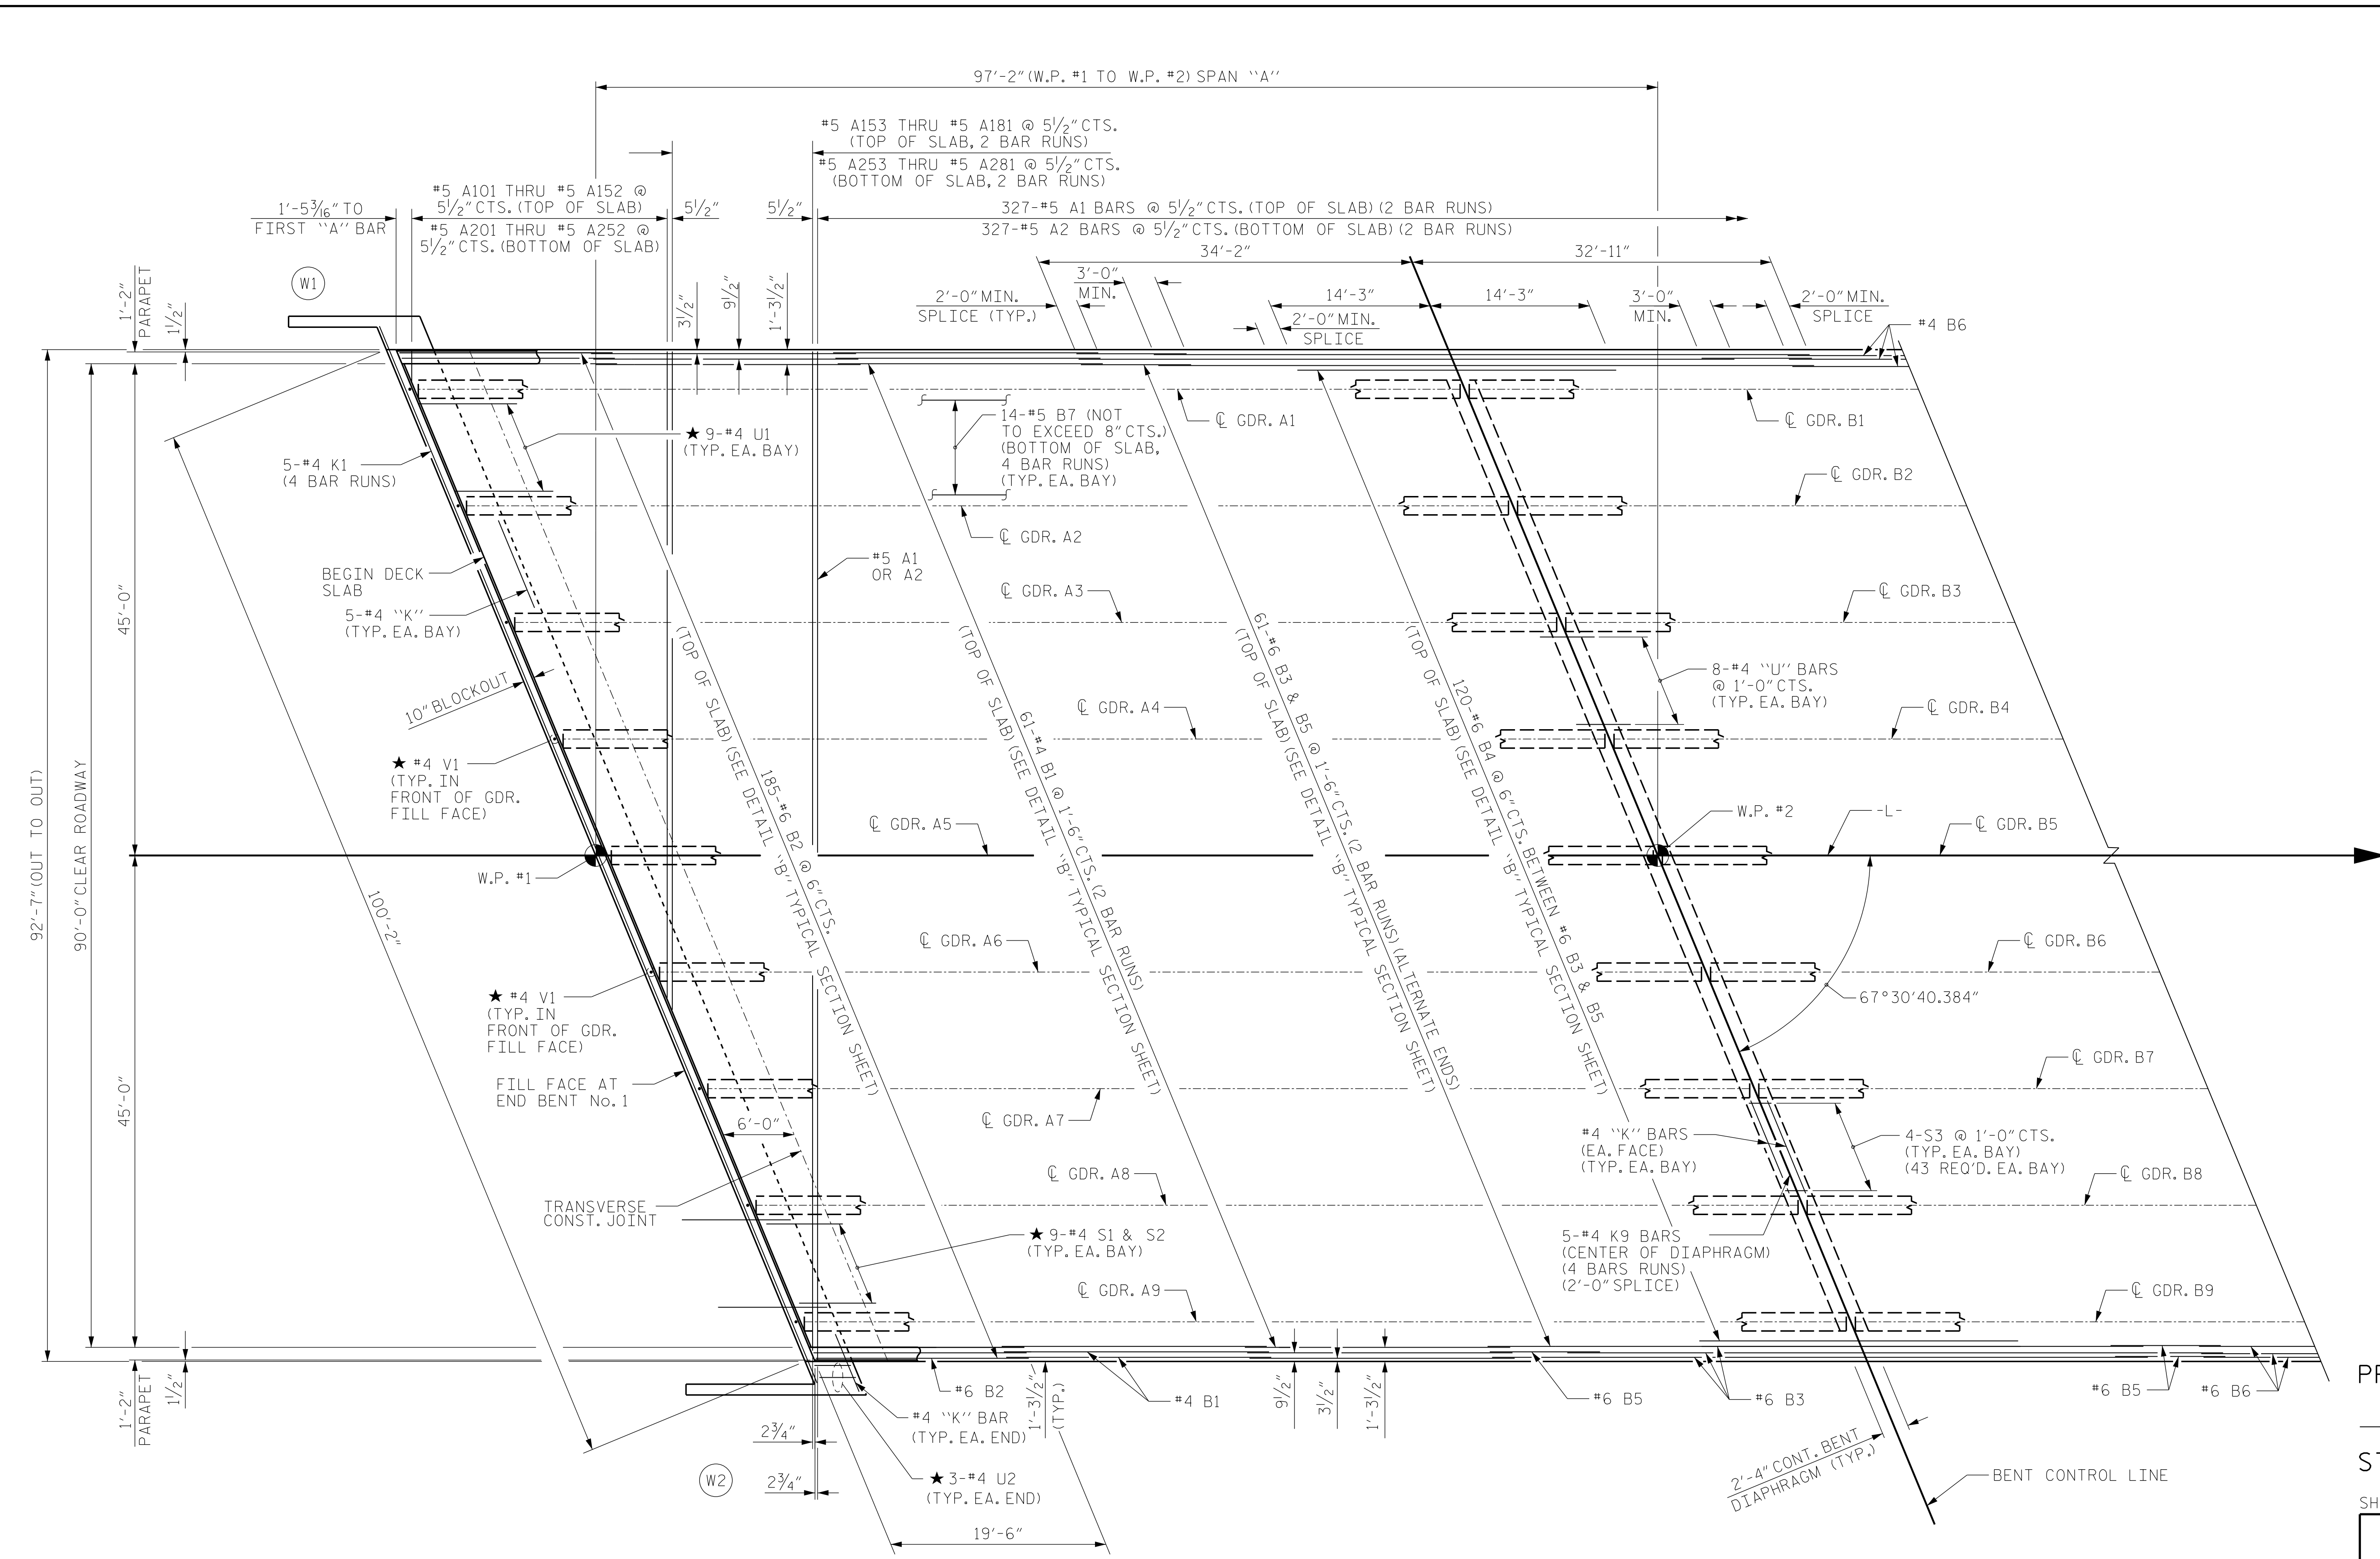 97'-2" (W.P. #1 TO W.P. #2) SPAN ``A''
#5 A153 THRU #5 A181 @ 5½" CTS.
(TOP OF SLAB, 2 BAR RUNS)
#5 A253 THRU #5 A281 @ 5½" CTS.
(BOTTOM OF SLAB, 2 BAR RUNS)
#5 A101 THRU #5 A152 @
5½" CTS. (TOP OF SLAB)
#5 A201 THRU #5 A252 @
5½" CTS. (BOTTOM OF SLAB)
1'-5 3/16" TO
FIRST ``A'' BAR
5½"
5½"
327-#5 A1 BARS @ 5½" CTS. (TOP OF SLAB) (2 BAR RUNS)
327-#5 A2 BARS @ 5½" CTS. (BOTTOM OF SLAB) (2 BAR RUNS)
34'-2"
32'-11"
W1
1'-2"
PARAPET
1½"
3½"
9½"
1'-3½"
2'-0" MIN.
SPLICE (TYP.)
3'-0"
MIN.
14'-3"
14'-3"
2'-0" MIN.
SPLICE
3'-0"
MIN.
2'-0" MIN.
SPLICE
#4 B6
★ 9-#4 U1
(TYP. EA. BAY)
14-#5 B7 (NOT
TO EXCEED 8" CTS.)
(BOTTOM OF SLAB,
4 BAR RUNS)
(TYP. EA. BAY)
℄ GDR. A1
℄ GDR. B1
5-#4 K1
(4 BAR RUNS)
℄ GDR. B2
℄ GDR. A2
BEGIN DECK
SLAB
#5 A1
OR A2
5-#4 ``K''
(TYP. EA. BAY)
℄ GDR. A3
℄ GDR. B3
45'-0"
10" BLOCKOUT
8-#4 ``U'' BARS
@ 1'-0" CTS.
(TYP. EA. BAY)
℄ GDR. A4
℄ GDR. B4
★ #4 V1
(TYP. IN
FRONT OF GDR.
FILL FACE)
185-#6 B2 @ 6" CTS.
(TOP OF SLAB) (SEE DETAIL ``B'' TYPICAL SECTION SHEET)
61-#4 B1 @ 1'-6" CTS. (2 BAR RUNS)
(TOP OF SLAB) (SEE DETAIL ``B'' TYPICAL SECTION SHEET)
61-#6 B3 & B5 @ 1'-6" CTS. (2 BAR RUNS) (ALTERNATE ENDS)
(TOP OF SLAB) (SEE DETAIL ``B'' TYPICAL SECTION SHEET)
120-#6 B4 @ 6" CTS. BETWEEN #6 B3 & B5
(TOP OF SLAB) (SEE DETAIL ``B'' TYPICAL SECTION SHEET)
92'-7" (OUT TO OUT)
90'-0" CLEAR ROADWAY
W.P. #2
-L-
℄ GDR. A5
℄ GDR. B5
W.P. #1
100'-2"
℄ GDR. A6
℄ GDR. B6
★ #4 V1
(TYP. IN
FRONT OF GDR.
FILL FACE)
67°30'40.384"
FILL FACE AT
END BENT No. 1
℄ GDR. B7
45'-0"
6'-0"
℄ GDR. A7
#4 ``K'' BARS
(EA. FACE)
(TYP. EA. BAY)
4-S3 @ 1'-0" CTS.
(TYP. EA. BAY)
(43 REQ'D. EA. BAY)
℄ GDR. A8
℄ GDR. B8
TRANSVERSE
CONST. JOINT
★ 9-#4 S1 & S2
(TYP. EA. BAY)
5-#4 K9 BARS
(CENTER OF DIAPHRAGM)
(4 BARS RUNS)
(2'-0" SPLICE)
℄ GDR. A9
℄ GDR. B9
1'-2"
PARAPET
1½"
#6 B2
1'-3½"
(TYP.)
#4 B1
9½"
3½"
1'-3½"
#6 B5
#6 B3
#6 B5
#6 B6
2¾"
#4 ``K'' BAR
(TYP. EA. END)
W2
2¾"
★ 3-#4 U2
(TYP. EA. END)
2'-4" CONT. BENT
DIAPHRAGM (TYP.)
BENT CONTROL LINE
19'-6"
PR
ST
SH